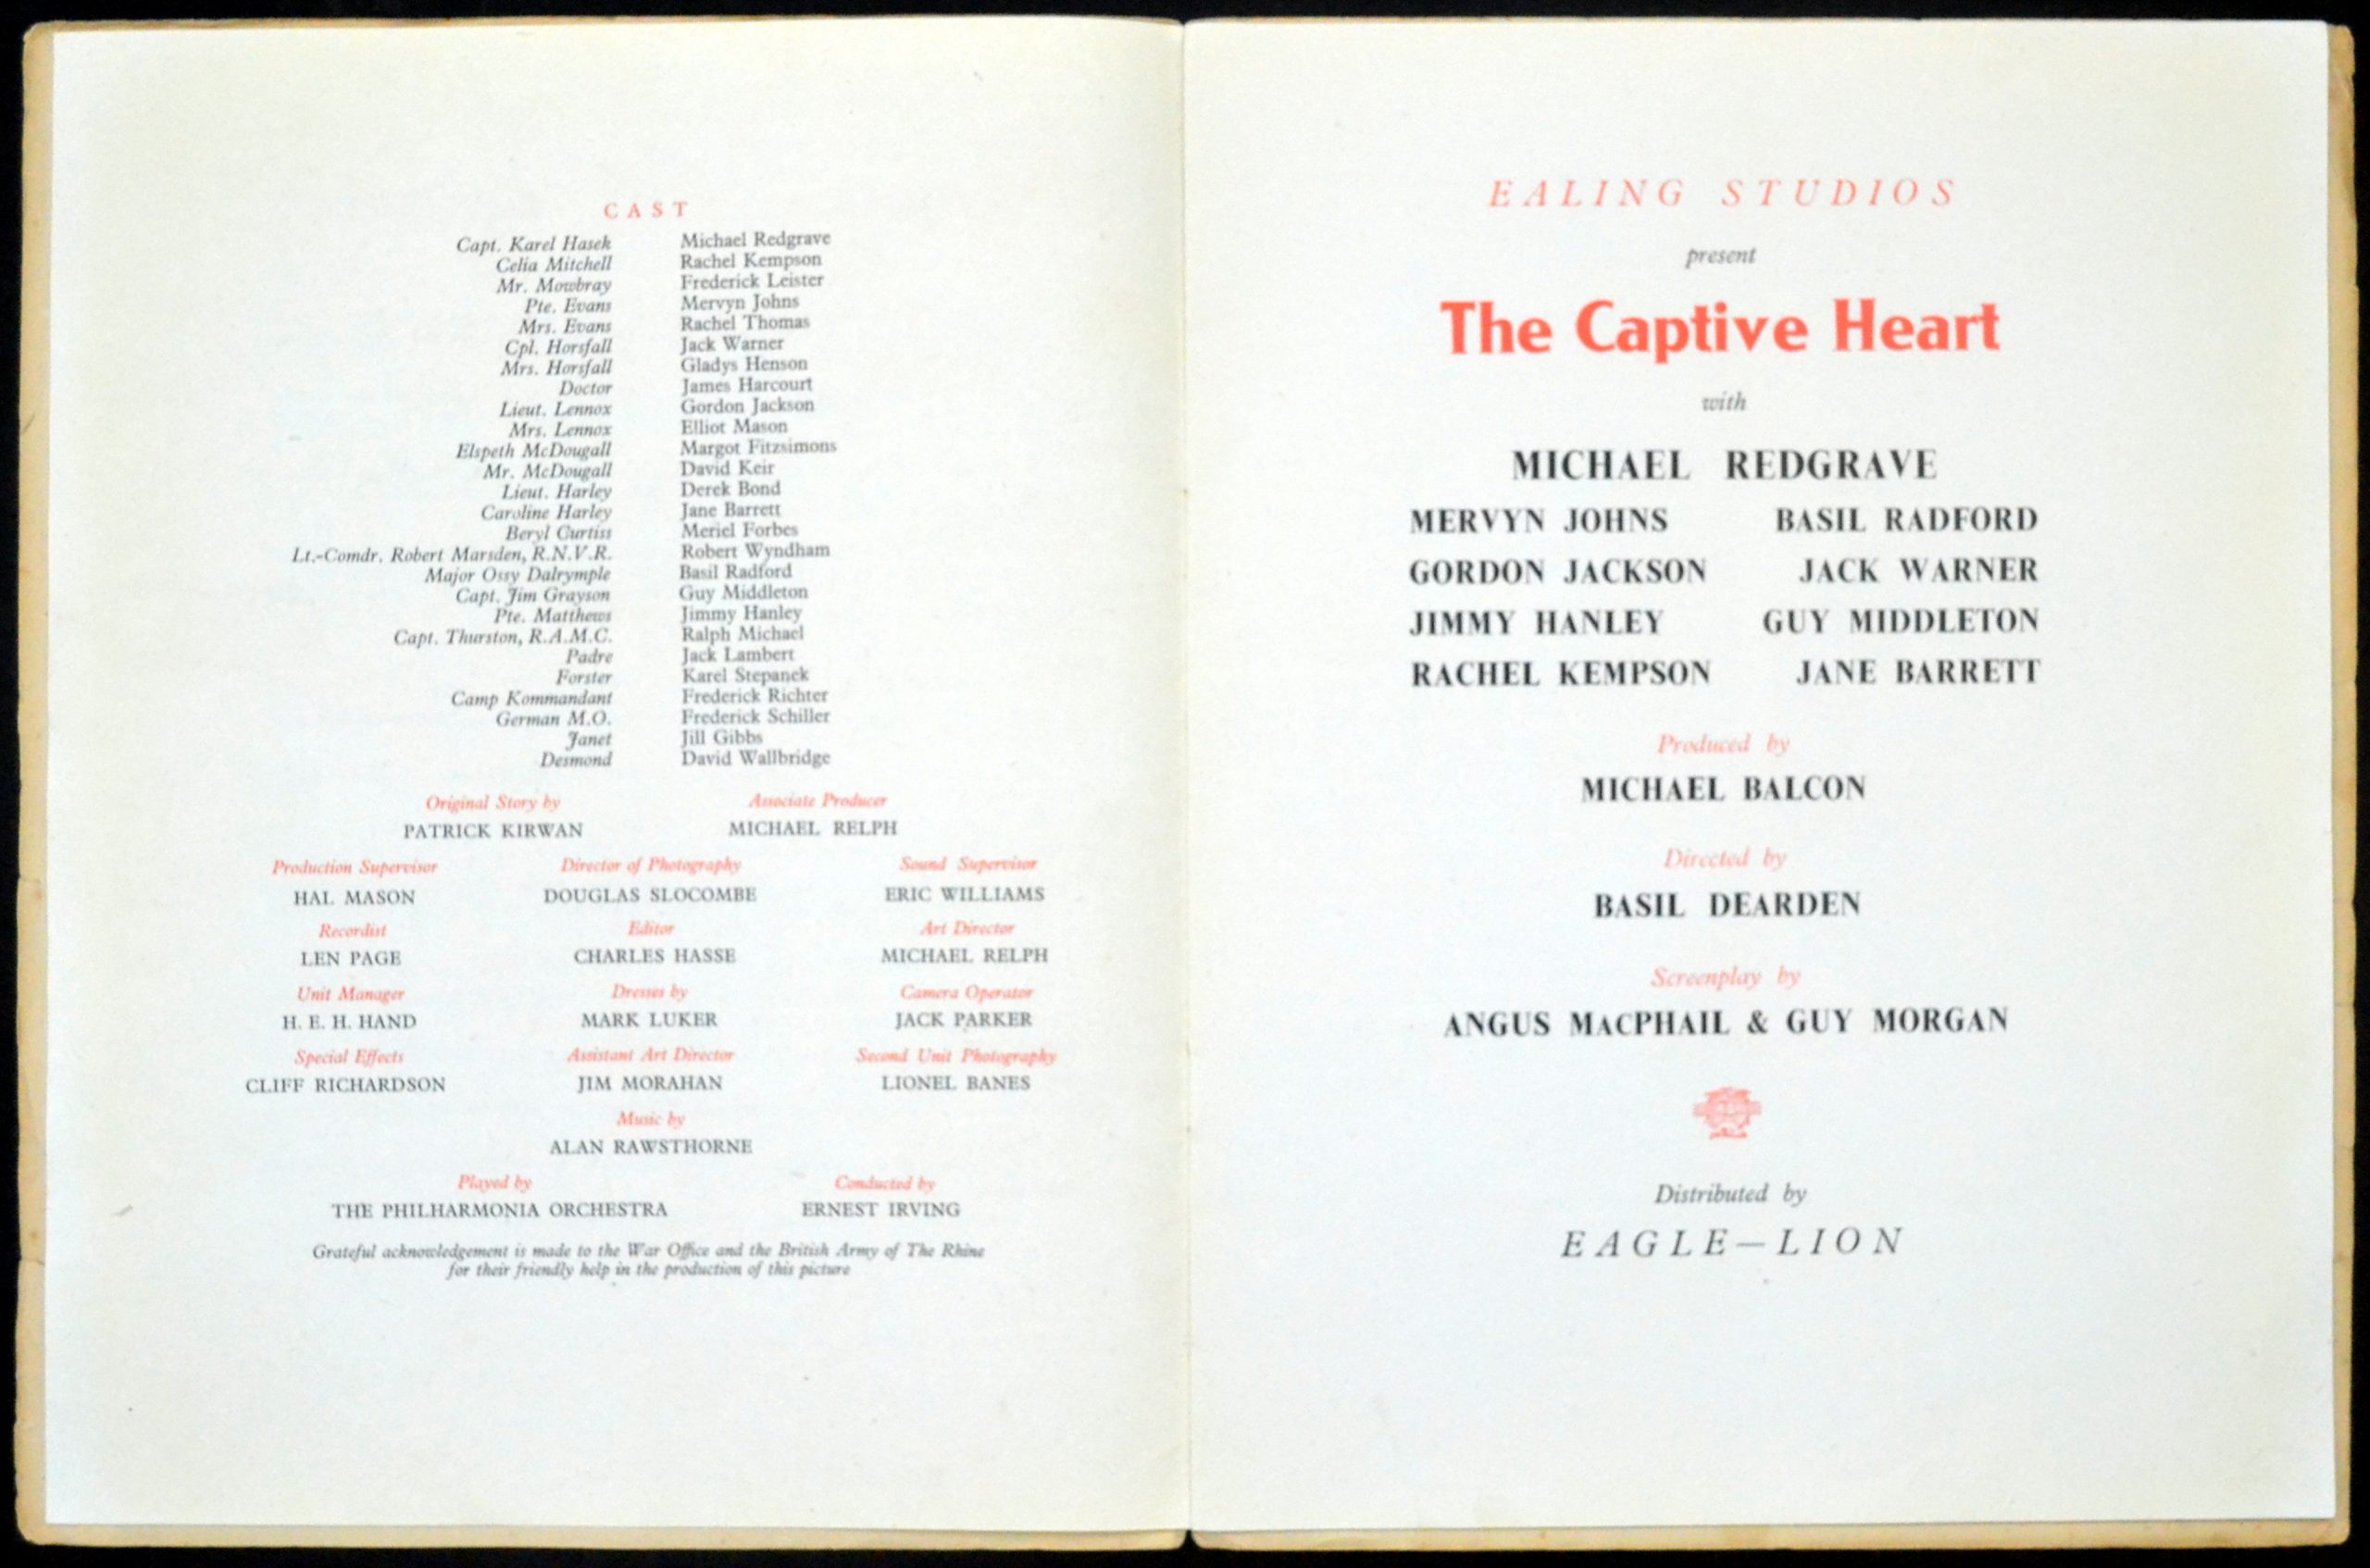 CAST
Capt. Karel Hasek Michael Redgrave
Celia Mitchell Rachel Kempson
Mr. Mowbray Frederick Leister
Pte. Evans Mervyn Johns
Mrs. Evans Rachel Thomas
Cpl. Horsfall Jack Warner
Mrs. Horsfall Gladys Henson
Doctor James Harcourt
Lieut. Lennox Gordon Jackson
Mrs. Lennox Elliot Mason
Elspeth McDougall Margot Fitzsimons
Mr. McDougall David Keir
Lieut. Harley Derek Bond
Caroline Harley Jane Barrett
Beryl Curtiss Meriel Forbes
Lt.-Comdr. Robert Marsden, R.N.V.R. Robert Wyndham
Major Ossy Dalrymple Basil Radford
Capt. Jim Grayson Guy Middleton
Pte. Matthews Jimmy Hanley
Capt. Thurston, R.A.M.C. Ralph Michael
Padre Jack Lambert
Forster Karel Stepanek
Camp Kommandant Frederick Richter
German M.O. Frederick Schiller
Janet Jill Gibbs
Desmond David Wallbridge
Original Story by Associate Producer
PATRICK KIRWAN MICHAEL RELPH
Production Supervisor Director of Photography Sound Supervisor
HAL MASON DOUGLAS SLOCOMBE ERIC WILLIAMS
Recordist Editor Art Director
LEN PAGE CHARLES HASSE MICHAEL RELPH
Unit Manager Dresses by Camera Operator
H. E. H. HAND MARK LUKER JACK PARKER
Special Effects Assistant Art Director Second Unit Photography
CLIFF RICHARDSON JIM MORAHAN LIONEL BANES
Music by
ALAN RAWSTHORNE
Played by Conducted by
THE PHILHARMONIA ORCHESTRA ERNEST IRVING
Grateful acknowledgement is made to the War Office and the British Army of The Rhine
for their friendly help in the production of this picture
EALING STUDIOS
present
The Captive Heart
with
MICHAEL REDGRAVE
MERVYN JOHNS BASIL RADFORD
GORDON JACKSON JACK WARNER
JIMMY HANLEY GUY MIDDLETON
RACHEL KEMPSON JANE BARRETT
Produced by
MICHAEL BALCON
Directed by
BASIL DEARDEN
Screenplay by
ANGUS MACPHAIL & GUY MORGAN
Distributed by
EAGLE—LION